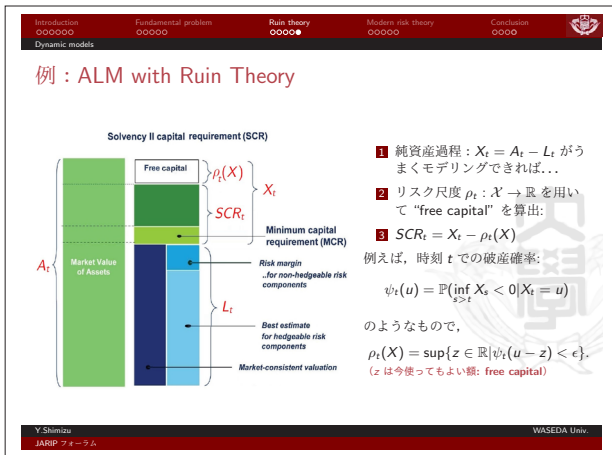 Introduction
Fundamental problem
Ruin theory
Modern risk theory
Conclusion
Dynamic models
例：ALM with Ruin Theory
Solvency II capital requirement (SCR)
Free capital
ρt(X)
Xt
SCRt
Minimum capital
requirement (MCR)
At
Market Value
of Assets
Risk margin
..for non-hedgeable risk
components
Lt
Best estimate
for hedgeable risk
components
Market-consistent valuation
1 純資産過程：Xt = At − Lt がう
まくモデリングできれば...
2 リスク尺度 ρt : X → ℝ を用い
て "free capital" を算出:
3 SCRt = Xt − ρt(X)
例えば，時刻 t での破産確率:
ψt(u) = ℙ(inf s>t Xs < 0|Xt = u)
のようなもので，
ρt(X) = sup{z ∈ ℝ|ψt(u − z) < ϵ}.
（z は今使ってもよい額: free capital）
Y.Shimizu
WASEDA Univ.
JARIP フォーラム